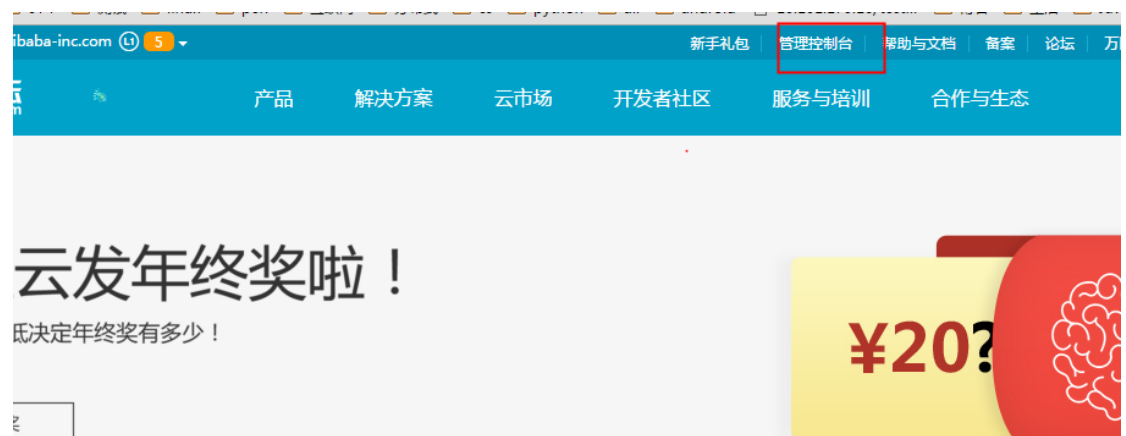 ibaba-inc.com L1 5 新手礼包 管理控制台 帮助与文档 备案 论坛
产品 解决方案 云市场 开发者社区 服务与培训 合作与生态
云发年终奖啦！
低决定年终奖有多少！
¥20?